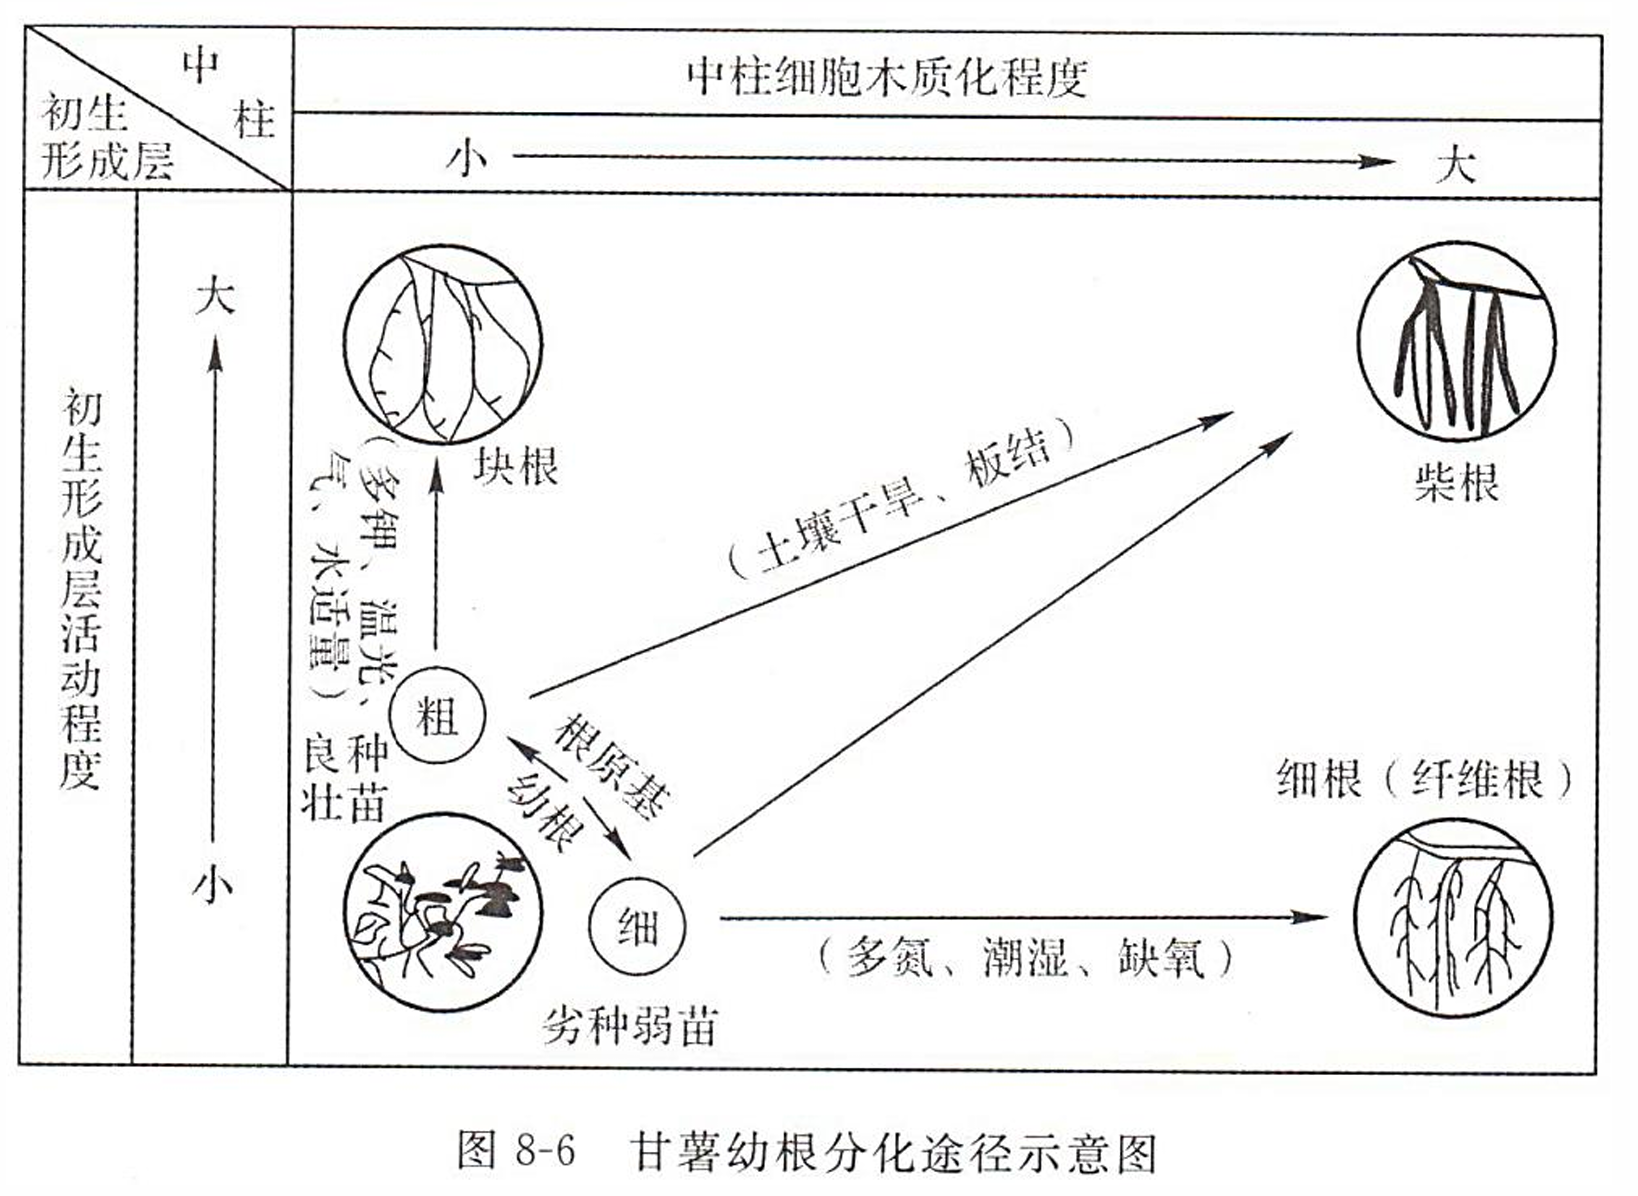 中柱
初生
形成层
中柱细胞木质化程度
小
大
初生形成层活动程度
大
小
块根
(多钾、温光、
气、水适量)
粗
良种
壮苗
根原基
幼根
细
劣种弱苗
(土壤干旱、板结)
柴根
细根(纤维根)
(多氮、潮湿、缺氧)
图 8-6 甘薯幼根分化途径示意图